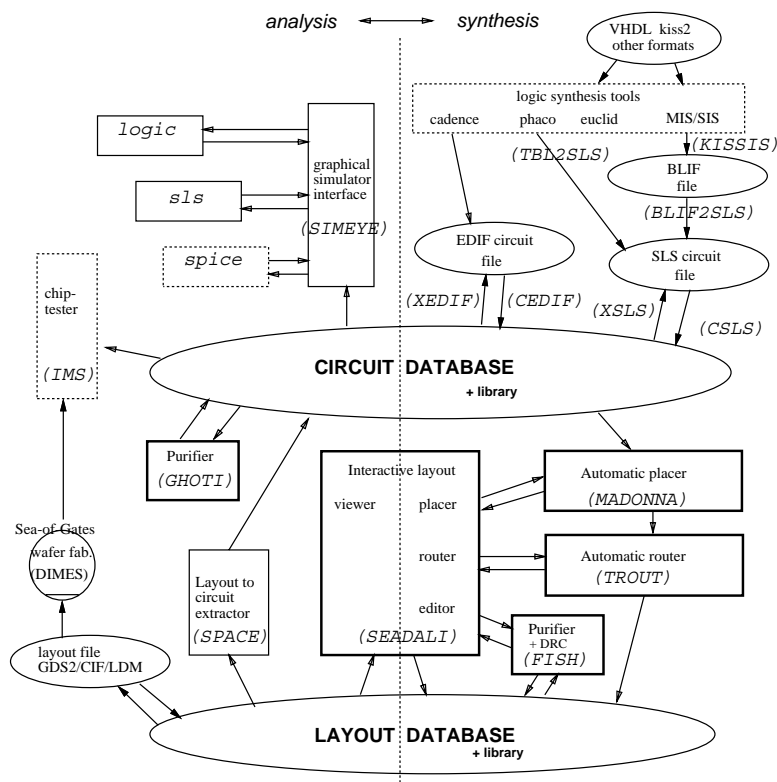 analysis synthesis
VHDL kiss2
other formats
logic synthesis tools
cadence phaco euclid MIS/SIS
(KISSIS)
(TBL2SLS)
BLIF
file
(BLIF2SLS)
logic
graphical
simulator
interface
(SIMEYE)
sls
spice
EDIF circuit
file
SLS circuit
file
(XEDIF) (CEDIF)
(XSLS)
(CSLS)
chip-
tester
(IMS)
CIRCUIT DATABASE
+ library
Purifier
(GHOTI)
Interactive layout
viewer placer
router
editor
(SEADALI)
Automatic placer
(MADONNA)
Automatic router
(TROUT)
Sea-of Gates
wafer fab.
(DIMES)
Layout to
circuit
extractor
(SPACE)
Purifier
+ DRC
(FISH)
layout file
GDS2/CIF/LDM
LAYOUT DATABASE
+ library